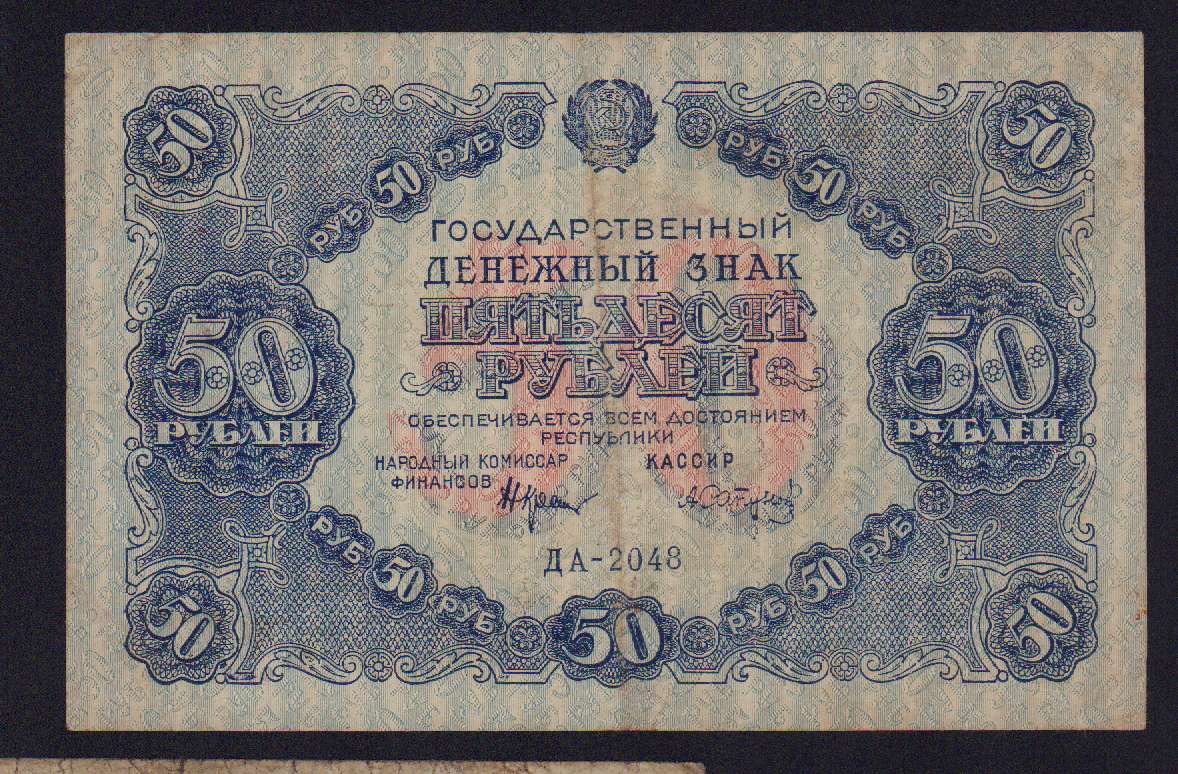 50 РУБ 50 РУБ РУБ 50 РУБ 50
ГОСУДАРСТВЕННЫЙ
ДЕНЕЖНЫЙ ЗНАК
ПЯТЬДЕСЯТ
РУБЛЕЙ
50
РУБЛЕЙ
50
РУБЛЕЙ
ОБЕСПЕЧИВАЕТСЯ ВСЕМ ДОСТОЯНИЕМ
РЕСПУБЛИКИ
НАРОДНЫЙ КОМИССАР
ФИНАНСОВ
КАССИР
ДА-2048
50 РУБ 50 РУБ 50 РУБ 50 РУБ 50